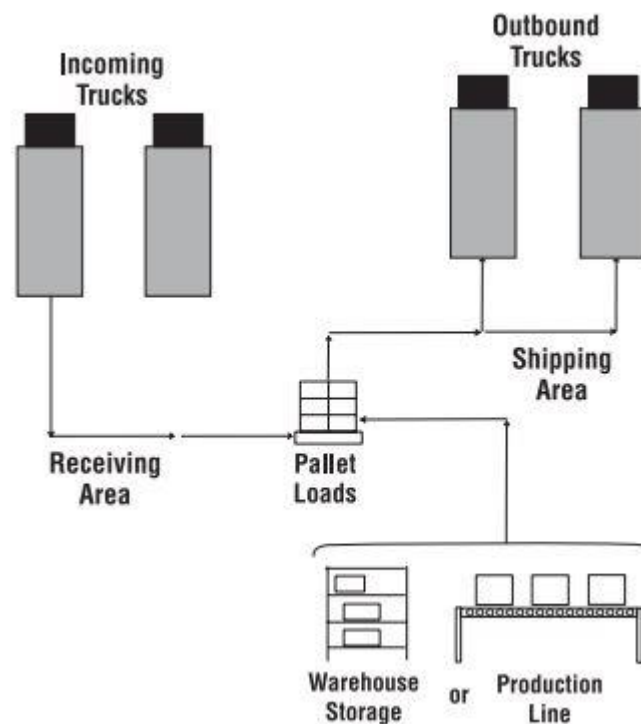 Incoming
Trucks
Outbound
Trucks
Shipping
Area
Receiving
Area
Pallet
Loads
Warehouse
Storage
or
Production
Line